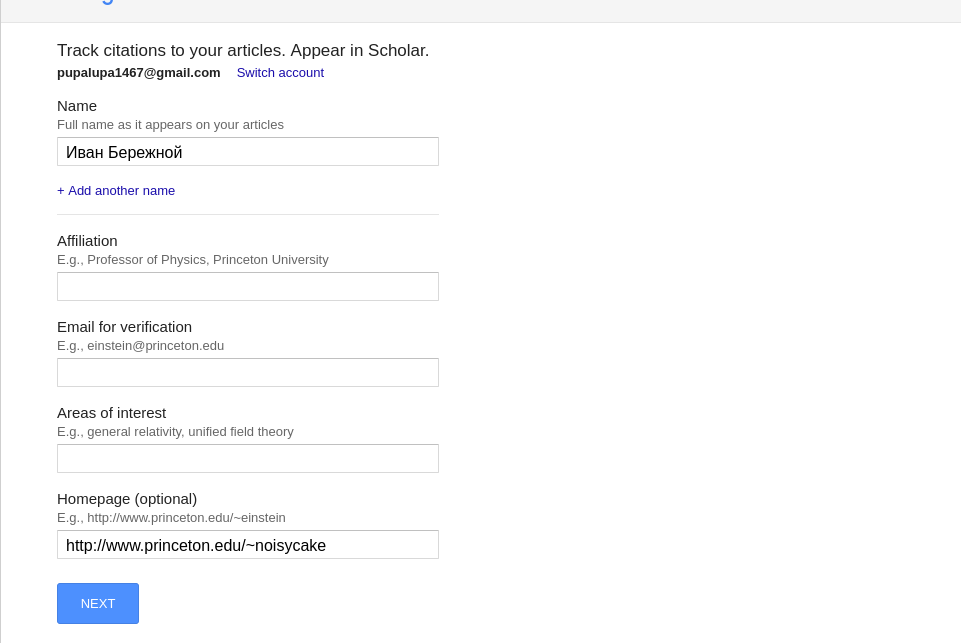 Track citations to your articles. Appear in Scholar.
pupalupa1467@gmail.com Switch account
Name
Full name as it appears on your articles
Иван Бережной
+ Add another name
Affiliation
E.g., Professor of Physics, Princeton University
Email for verification
E.g., einstein@princeton.edu
Areas of interest
E.g., general relativity, unified field theory
Homepage (optional)
E.g., http://www.princeton.edu/~einstein
http://www.princeton.edu/~noisycake
NEXT